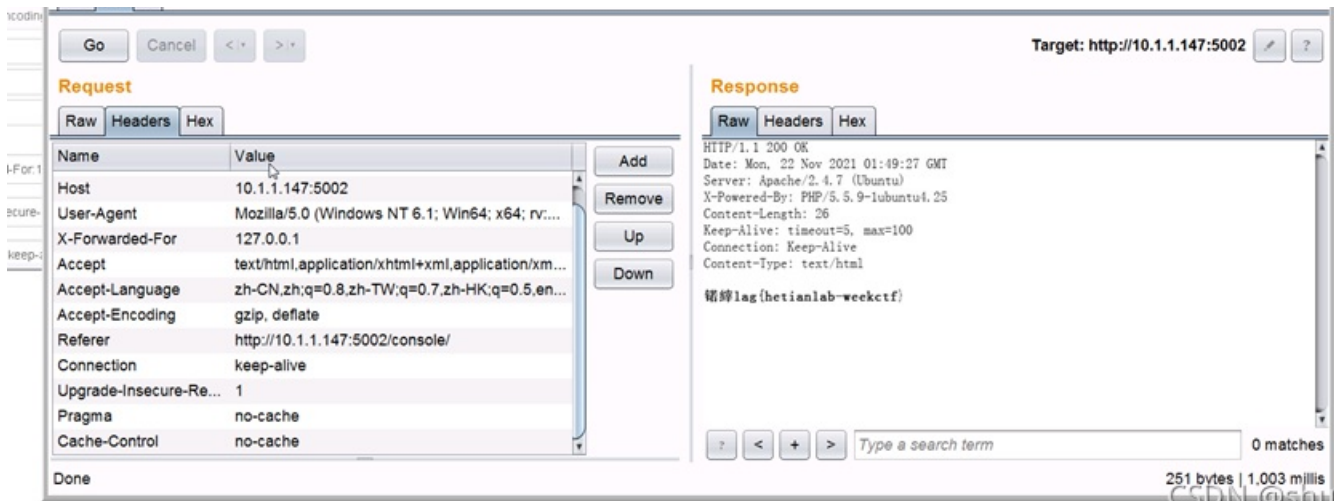 ncoding
Go
Cancel
<
>
Target: http://10.1.1.147:5002
?
Request
Response
Raw
Headers
Hex
Raw
Headers
Hex
Name
Value
Add
Remove
Up
Down
Host
10.1.1.147:5002
User-Agent
Mozilla/5.0 (Windows NT 6.1; Win64; x64; rv:...
X-Forwarded-For
127.0.0.1
Accept
text/html,application/xhtml+xml,application/xm...
Accept-Language
zh-CN,zh;q=0.8,zh-TW;q=0.7,zh-HK;q=0.5,en...
Accept-Encoding
gzip, deflate
Referer
http://10.1.1.147:5002/console/
Connection
keep-alive
Upgrade-Insecure-Re...
1
Pragma
no-cache
Cache-Control
no-cache
HTTP/1.1 200 OK
Date: Mon, 22 Nov 2021 01:49:27 GMT
Server: Apache/2.4.7 (Ubuntu)
X-Powered-By: PHP/5.5.9-1ubuntu4.25
Content-Length: 26
Keep-Alive: timeout=5, max=100
Connection: Keep-Alive
Content-Type: text/html
lag{hetianlab-weekctf}
-For:1
ecure-
keep-a
?
<
+
>
Type a search term
0 matches
Done
251 bytes | 1,003 millis